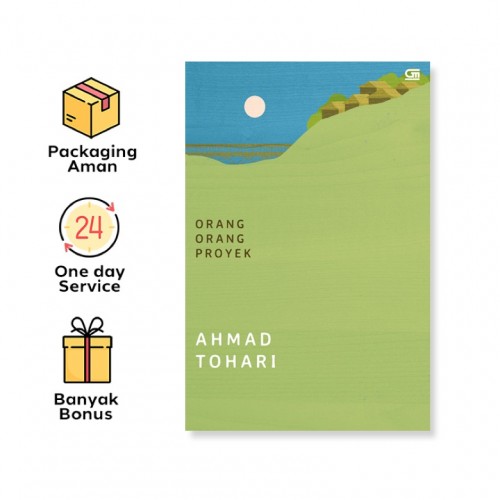 Packaging
Aman
24
One day
Service
Banyak
Bonus
ORANG
ORANG
PROYEK
AHMAD
TOHARI